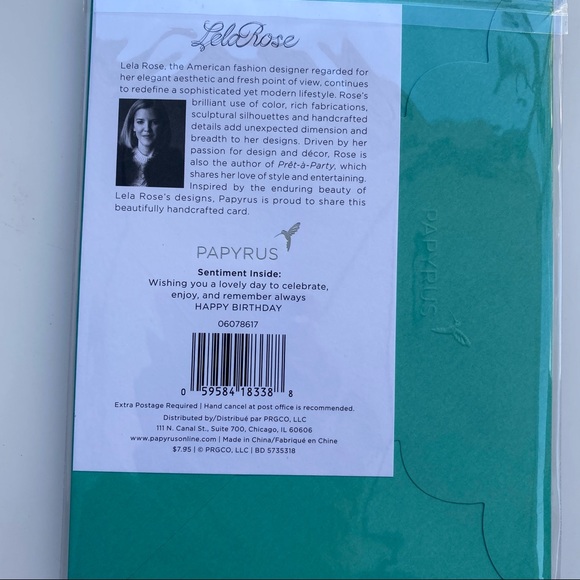 Lela Rose
Lela Rose, the American fashion designer regarded for
her elegant aesthetic and fresh point of view, continues
to redefine a sophisticated yet modern lifestyle. Rose's
brilliant use of color, rich fabrications,
sculptural silhouettes and handcrafted
details add unexpected dimension and
breadth to her designs. Driven by her
passion for design and décor, Rose is
also the author of Prêt-à-Party, which
shares her love of style and entertaining.
Inspired by the enduring beauty of
Lela Rose's designs, Papyrus is proud to share this
beautifully handcrafted card.
PAPYRUS
Sentiment Inside:
Wishing you a lovely day to celebrate,
enjoy, and remember always
HAPPY BIRTHDAY
06078617
0 59584 18338 8
Extra Postage Required | Hand cancel at post office is recommended.
Distributed by/Distribué par PRGCO, LLC
111 N. Canal St., Suite 700, Chicago, IL 60606
www.papyrusonline.com | Made in China/Fabriqué en Chine
$7.95 | © PRGCO, LLC | BD 5735318
PAPYRUS